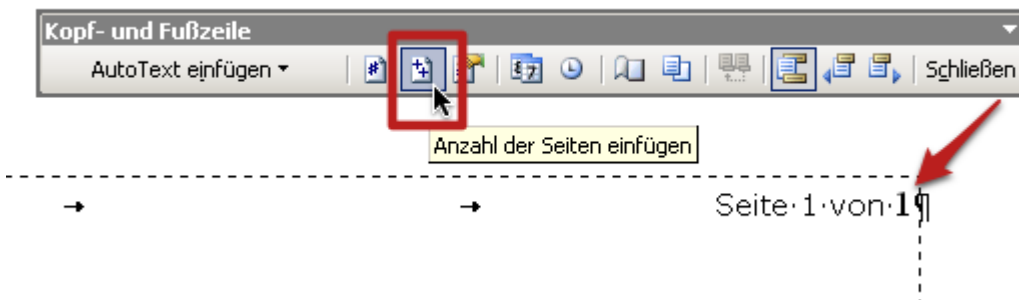 Kopf- und Fußzeile
AutoText einfügen Schließen
Anzahl der Seiten einfügen
Seite·1·von·1¶